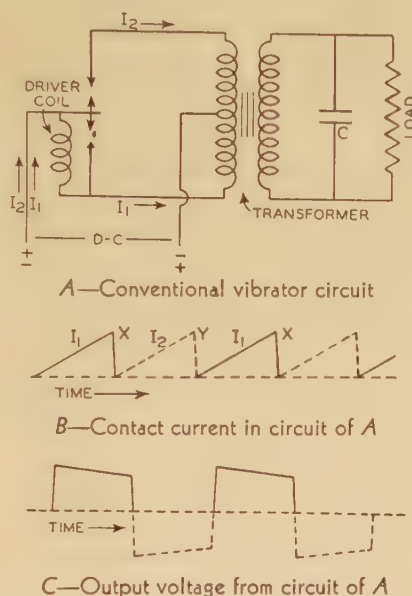 I₂
DRIVER
COIL
I₂ I₁
I₁
C
LOAD
TRANSFORMER
D-C
+
−
−
+
A—Conventional vibrator circuit
I₁ X I₂ Y I₁ X
TIME
B—Contact current in circuit of A
TIME
C—Output voltage from circuit of A